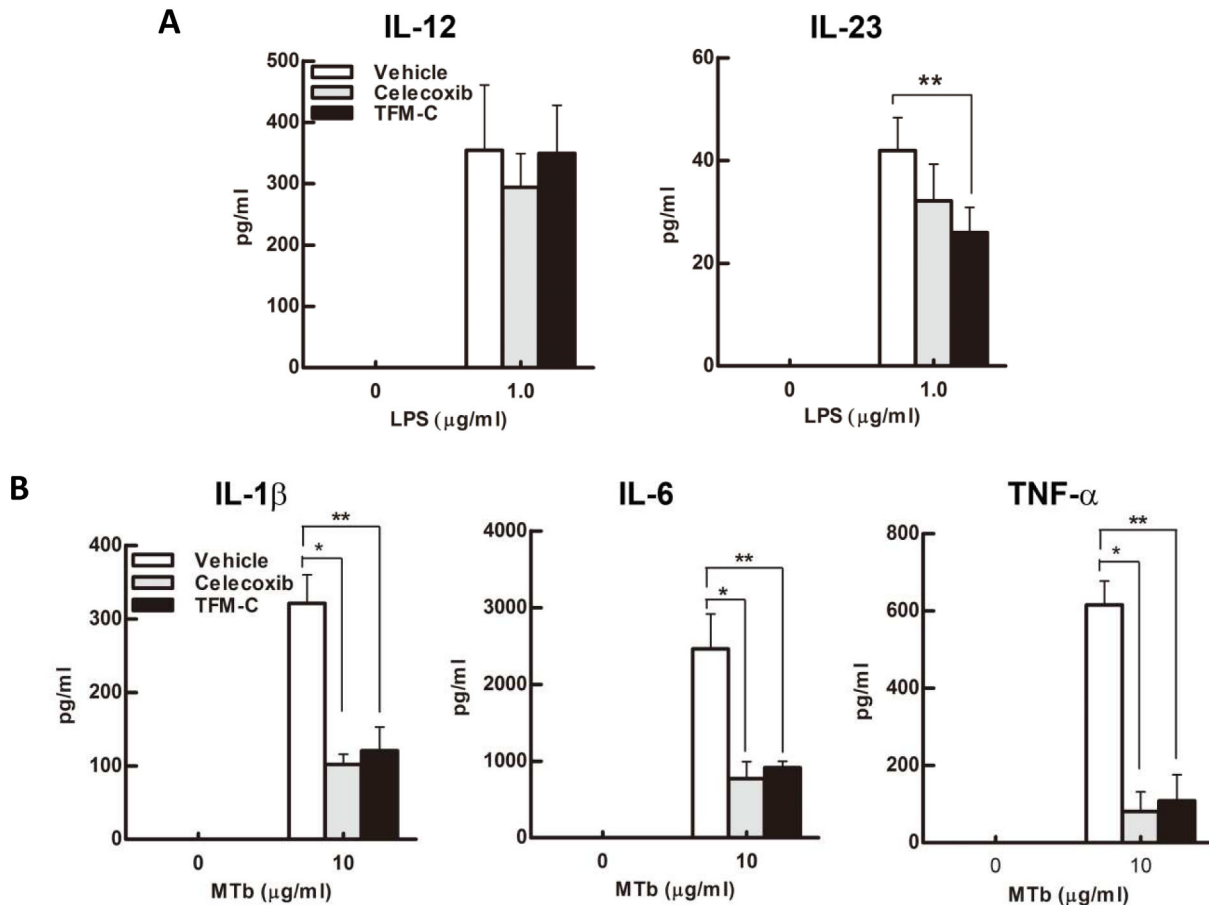 A
IL-12
IL-23
500
400
300
200
100
0
pg/ml
Vehicle
Celecoxib
TFM-C
0
1.0
LPS (μg/ml)
60
40
20
0
pg/ml
**
0
1.0
LPS (μg/ml)
B
IL-1β
IL-6
TNF-α
400
300
200
100
0
pg/ml
Vehicle
Celecoxib
TFM-C
**
*
0
10
MTb (μg/ml)
4000
3000
2000
1000
0
pg/ml
**
*
0
10
MTb (μg/ml)
800
600
400
200
0
pg/ml
**
*
0
10
MTb (μg/ml)